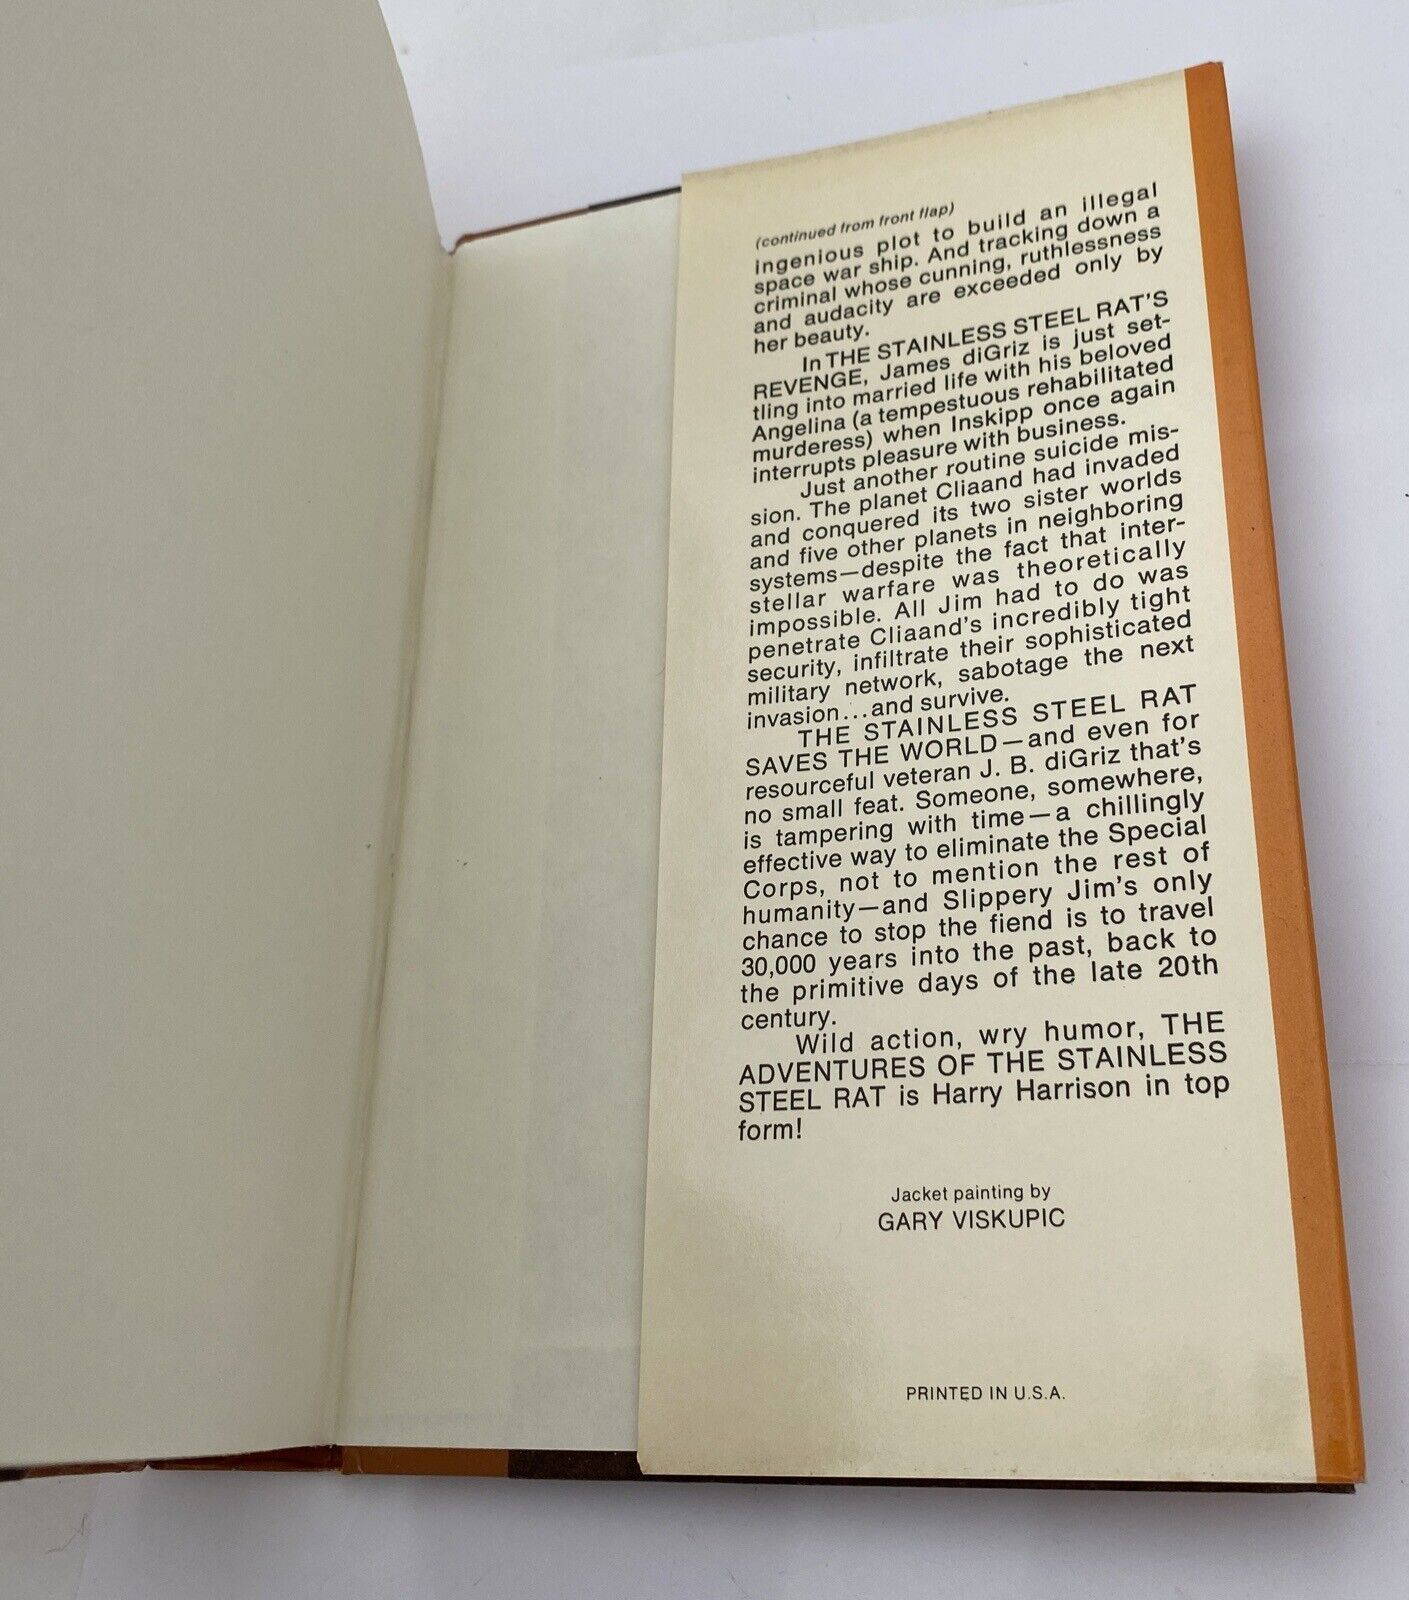 (continued from front flap)
ingenious plot to build an illegal
space war ship. And tracking down a
criminal whose cunning, ruthlessness
and audacity are exceeded only by
her beauty.
In THE STAINLESS STEEL RAT'S
REVENGE, James diGriz is just set-
tling into married life with his beloved
Angelina (a tempestuous rehabilitated
murderess) when Inskipp once again
interrupts pleasure with business.
Just another routine suicide mis-
sion. The planet Cliaand had invaded
and conquered its two sister worlds
and five other planets in neighboring
systems—despite the fact that inter-
stellar warfare was theoretically
impossible. All Jim had to do was
penetrate Cliaand's incredibly tight
security, infiltrate their sophisticated
military network, sabotage the next
invasion...and survive.
THE STAINLESS STEEL RAT
SAVES THE WORLD—and even for
resourceful veteran J. B. diGriz that's
no small feat. Someone, somewhere,
is tampering with time—a chillingly
effective way to eliminate the Special
Corps, not to mention the rest of
humanity—and Slippery Jim's only
chance to stop the fiend is to travel
30,000 years into the past, back to
the primitive days of the late 20th
century.
Wild action, wry humor, THE
ADVENTURES OF THE STAINLESS
STEEL RAT is Harry Harrison in top
form!
Jacket painting by
GARY VISKUPIC
PRINTED IN U.S.A.